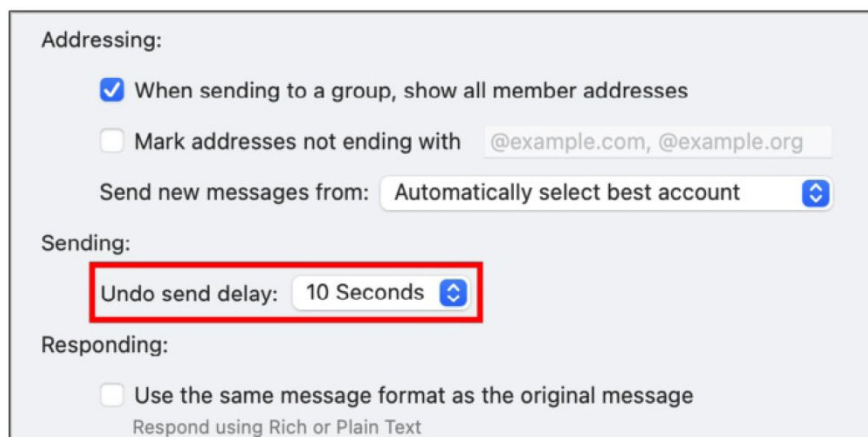 Addressing:
When sending to a group, show all member addresses
Mark addresses not ending with @example.com, @example.org
Send new messages from: Automatically select best account
Sending:
Undo send delay: 10 Seconds
Responding:
Use the same message format as the original message
Respond using Rich or Plain Text